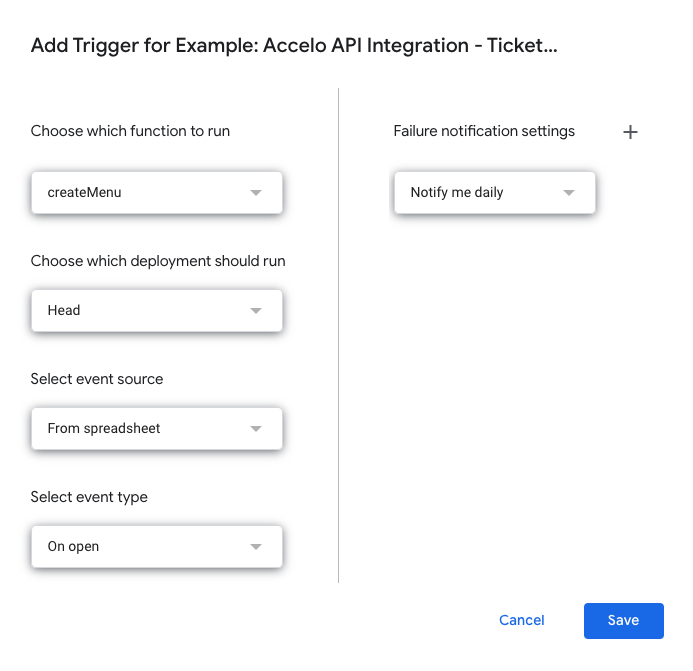 Add Trigger for Example: Accelo API Integration - Ticket...
Choose which function to run
createMenu
Choose which deployment should run
Head
Select event source
From spreadsheet
Select event type
On open
Failure notification settings
Notify me daily
Cancel
Save